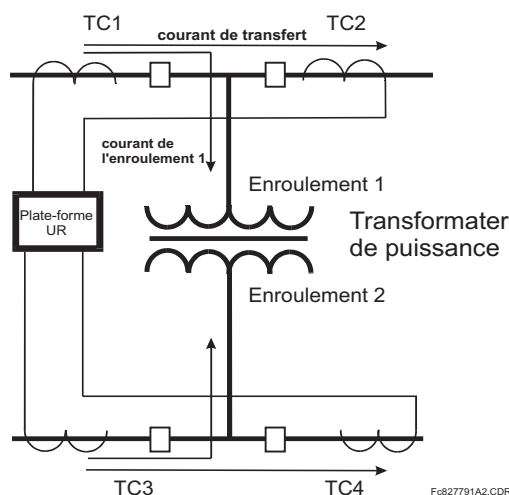 TC1
TC2
courant de transfert
courant de
l'enroulement 1
Enroulement 1
Plate-forme
UR
Transformater
de puissance
Enroulement 2
TC3
TC4
Fc827791A2.CDR